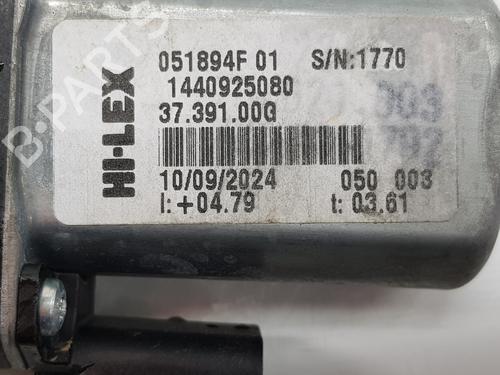 HI-LEX
051894F 01 S/N:1770
1440925080
37.391.00G
10/09/2024 050 003
I:+04.79 t: 03.61
003
792
B-PARTS